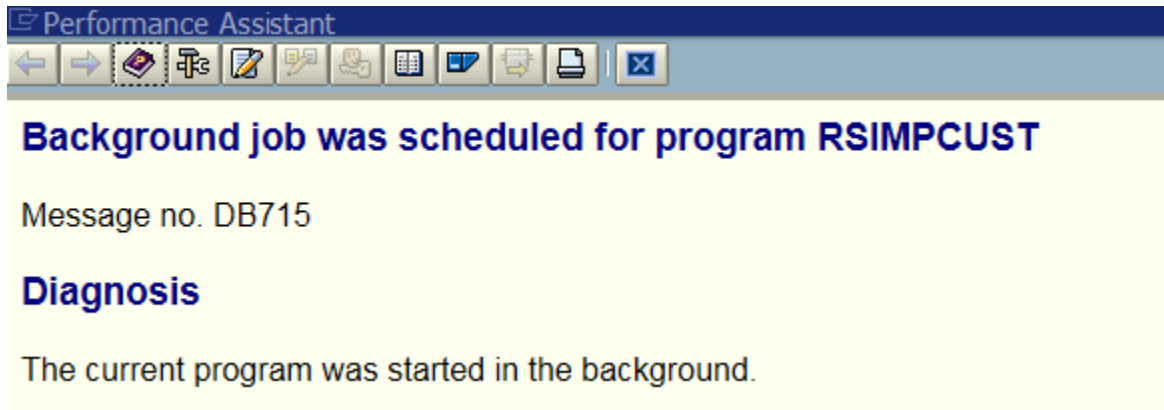 Performance Assistant
Background job was scheduled for program RSIMPCUST
Message no. DB715
Diagnosis
The current program was started in the background.